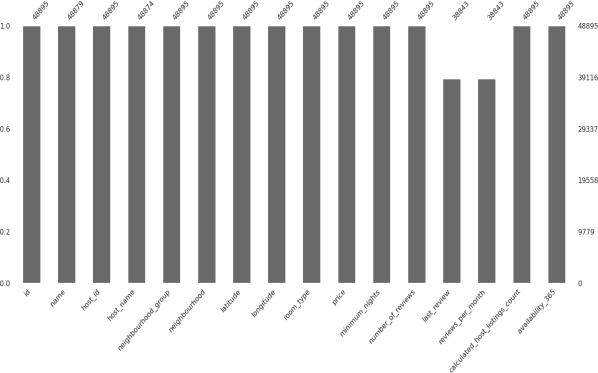 48895 48879 48895 48874 48895 48895 48895 48895 48895 48895 48895 48895 38843 38843 48895 48895
1.0 48895
0.8 39116
0.6 29337
0.4 19558
0.2 9779
0.0 0
id
name
host_id
host_name
neighbourhood_group
neighbourhood
latitude
longitude
room_type
price
minimum_nights
number_of_reviews
last_review
reviews_per_month
calculated_host_listings_count
availability_365